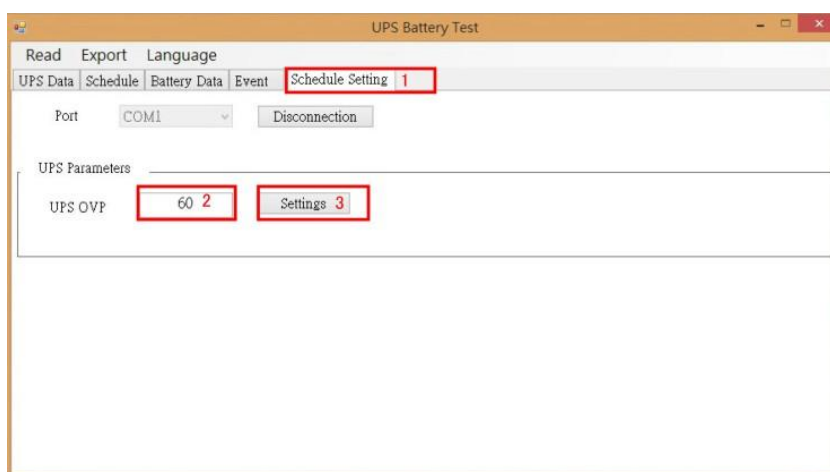 UPS Battery Test
Read Export Language
UPS Data Schedule Battery Data Event Schedule Setting 1
Port COM1 Disconnection
UPS Parameters
UPS OVP 60 2 Settings 3